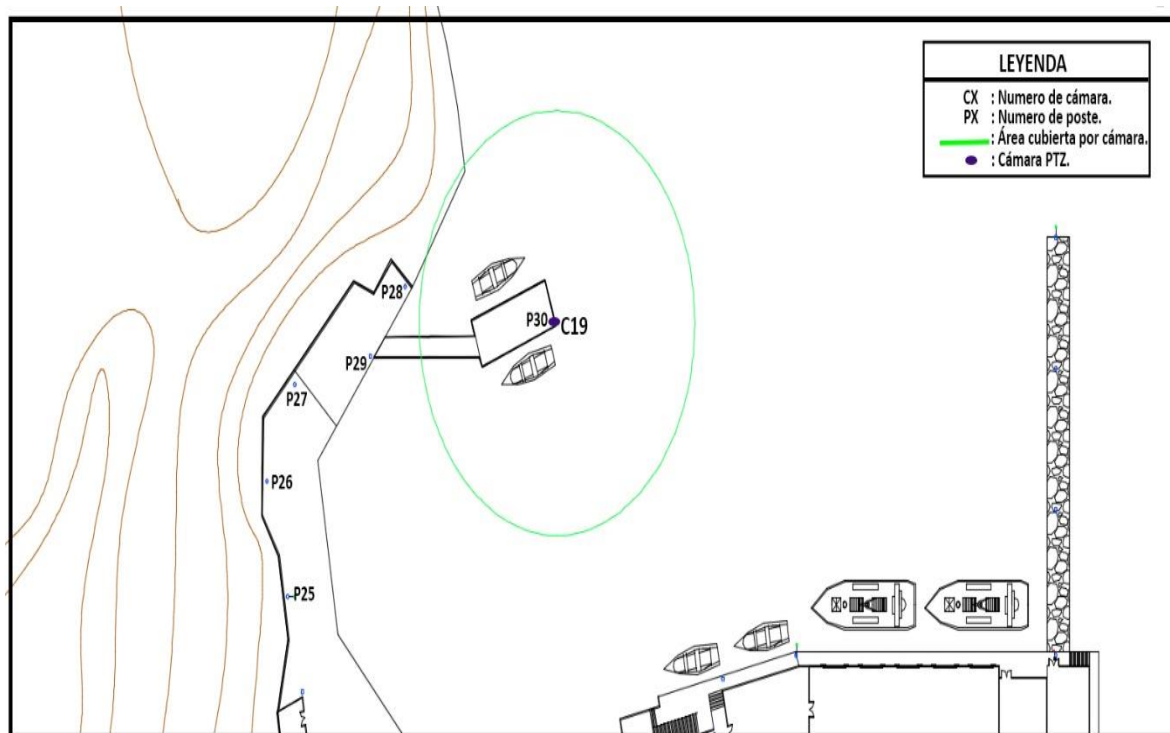 LEYENDA
CX : Numero de cámara.
PX : Numero de poste.
: Área cubierta por cámara.
: Cámara PTZ.
P28
P30
C19
P29
P27
P26
P25